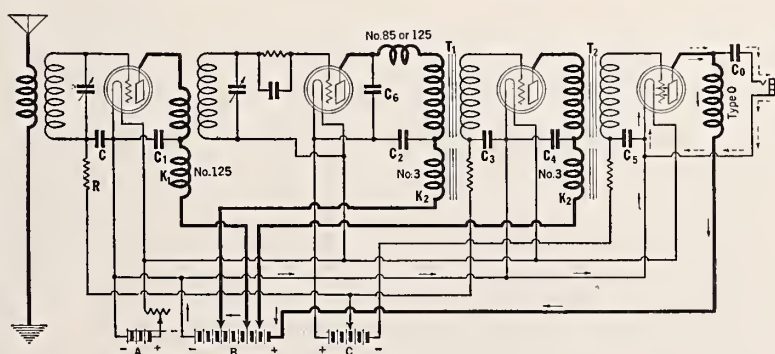 No.85 or 125
T1
T2
C0
C6
Type O
C
C1
C2
C3
C4
C5
R
K1
No.125
No.3
K2
No.3
K2
- A +
- B +
+ C -